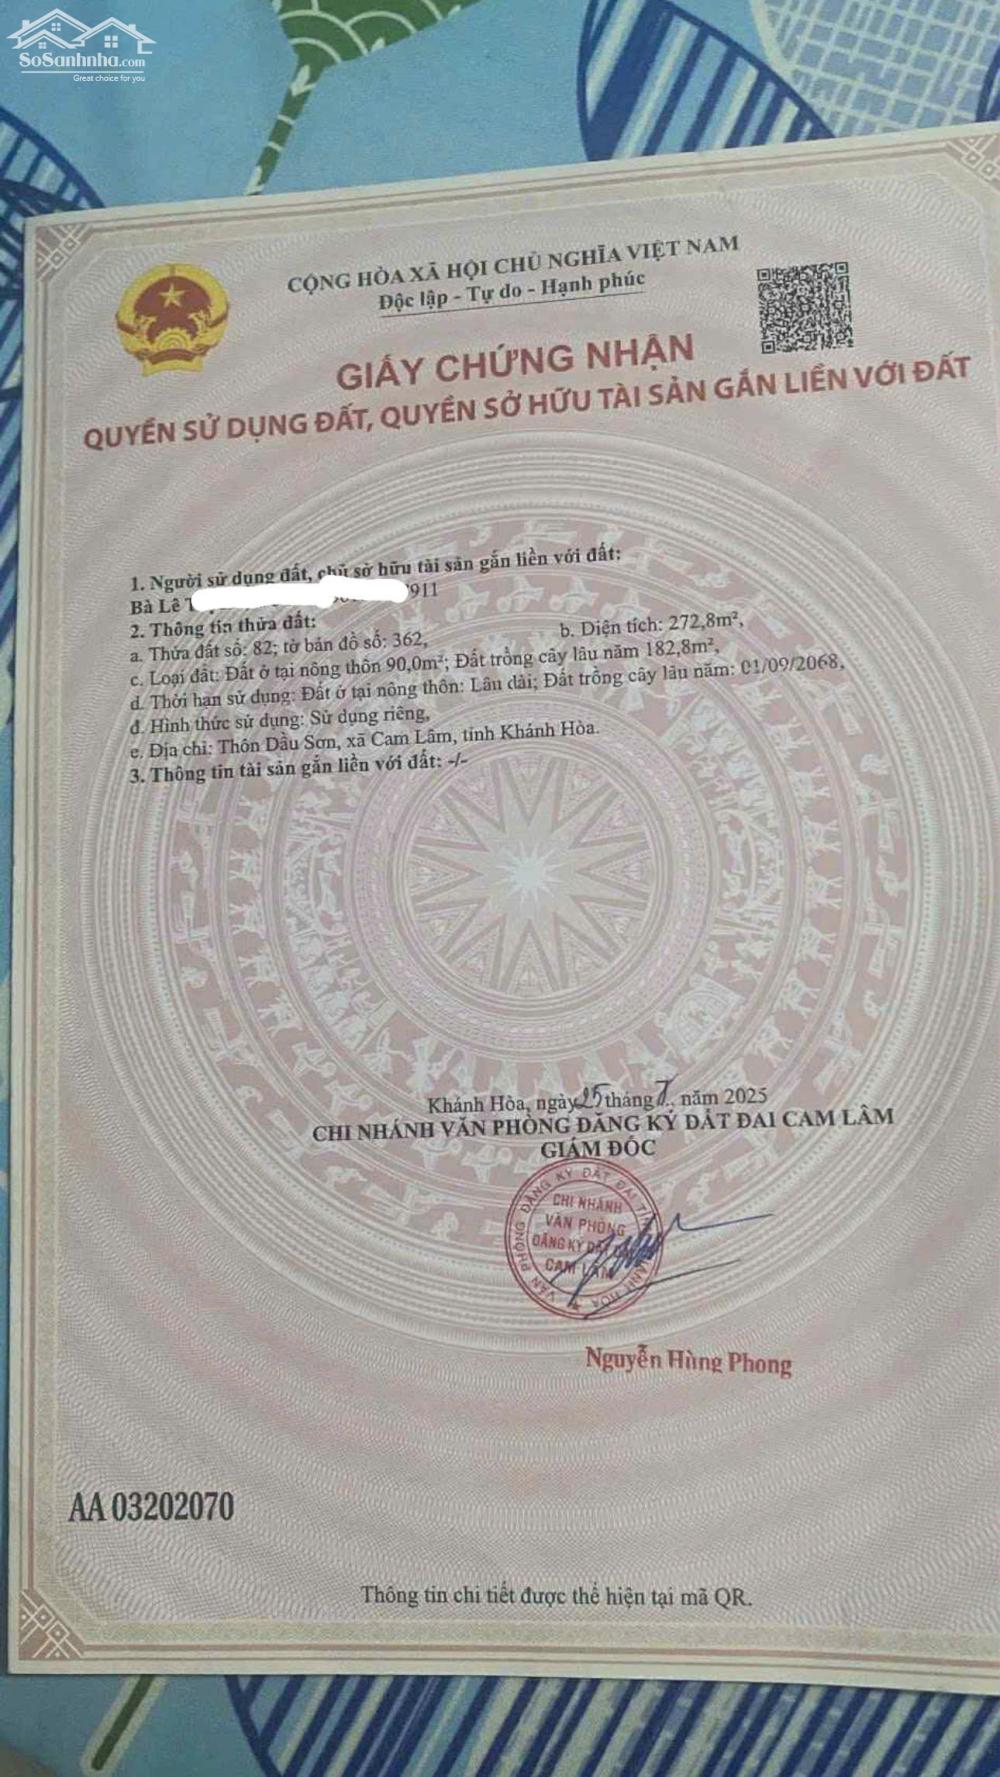 SoSanhnha.com
Great choice for you
CỘNG HÒA XÃ HỘI CHỦ NGHĨA VIỆT NAM
Độc lập - Tự do - Hạnh phúc
GIẤY CHỨNG NHẬN
QUYỀN SỬ DỤNG ĐẤT, QUYỀN SỞ HỮU TÀI SẢN GẮN LIỀN VỚI ĐẤT
1. Người sử dụng đất, chủ sở hữu tài sản gắn liền với đất:
Bà Lê 911
2. Thông tin thửa đất:
a. Thửa đất số: 82; tờ bản đồ số: 362, b. Diện tích: 272,8m²,
c. Loại đất: Đất ở tại nông thôn 90,0m²; Đất trồng cây lâu năm 182,8m²,
d. Thời hạn sử dụng: Đất ở tại nông thôn: Lâu dài; Đất trồng cây lâu năm: 01/09/2068,
đ. Hình thức sử dụng: Sử dụng riêng,
e. Địa chỉ: Thôn Dầu Sơn, xã Cam Lâm, tỉnh Khánh Hòa.
3. Thông tin tài sản gắn liền với đất: -/-
Khánh Hòa, ngày 25 tháng 7.. năm 2025
CHI NHÁNH VĂN PHÒNG ĐĂNG KÝ ĐẤT ĐAI CAM LÂM
GIÁM ĐỐC
VĂN PHÒNG ĐĂNG KÝ ĐẤT ĐAI
CHI NHÁNH
VĂN PHÒNG
ĐĂNG KÝ ĐẤT
CAM LÂM
Nguyễn Hùng Phong
AA 03202070
Thông tin chi tiết được thể hiện tại mã QR.